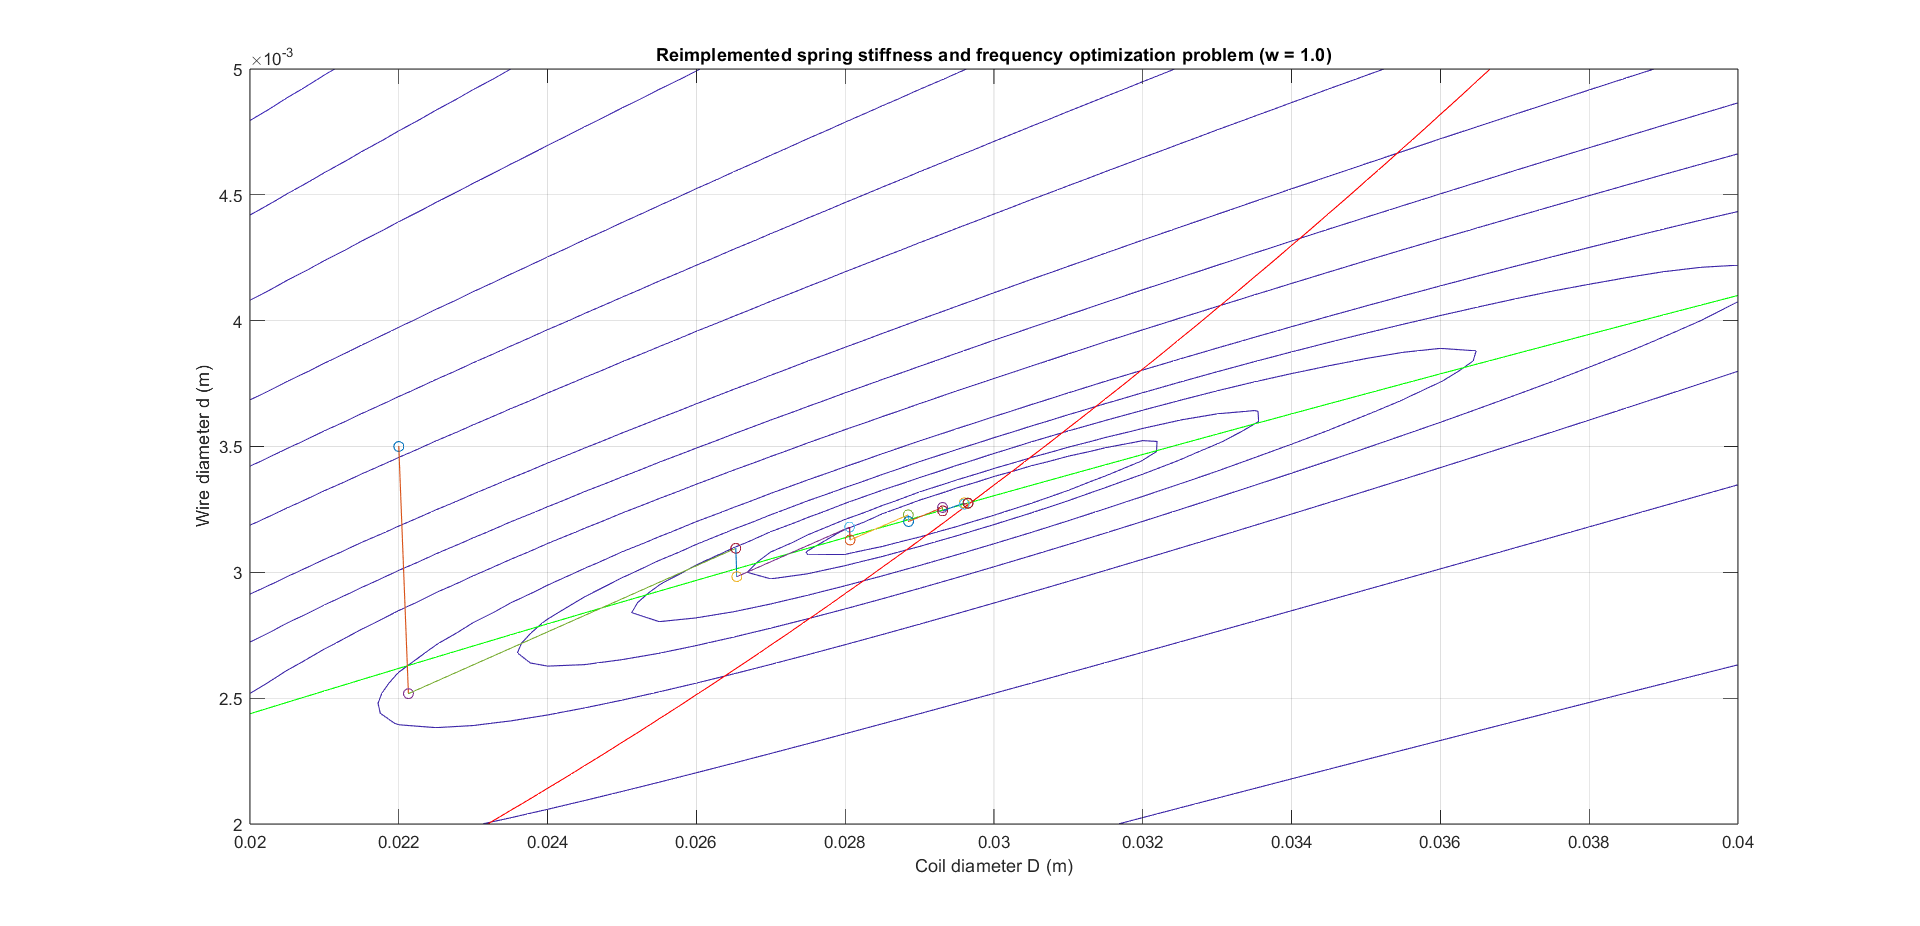 Reimplemented spring stiffness and frequency optimization problem (w = 1.0)
×10⁻³
5
4.5
4
3.5
3
2.5
2
Wire diameter d (m)
0.02 0.022 0.024 0.026 0.028 0.03 0.032 0.034 0.036 0.038 0.04
Coil diameter D (m)